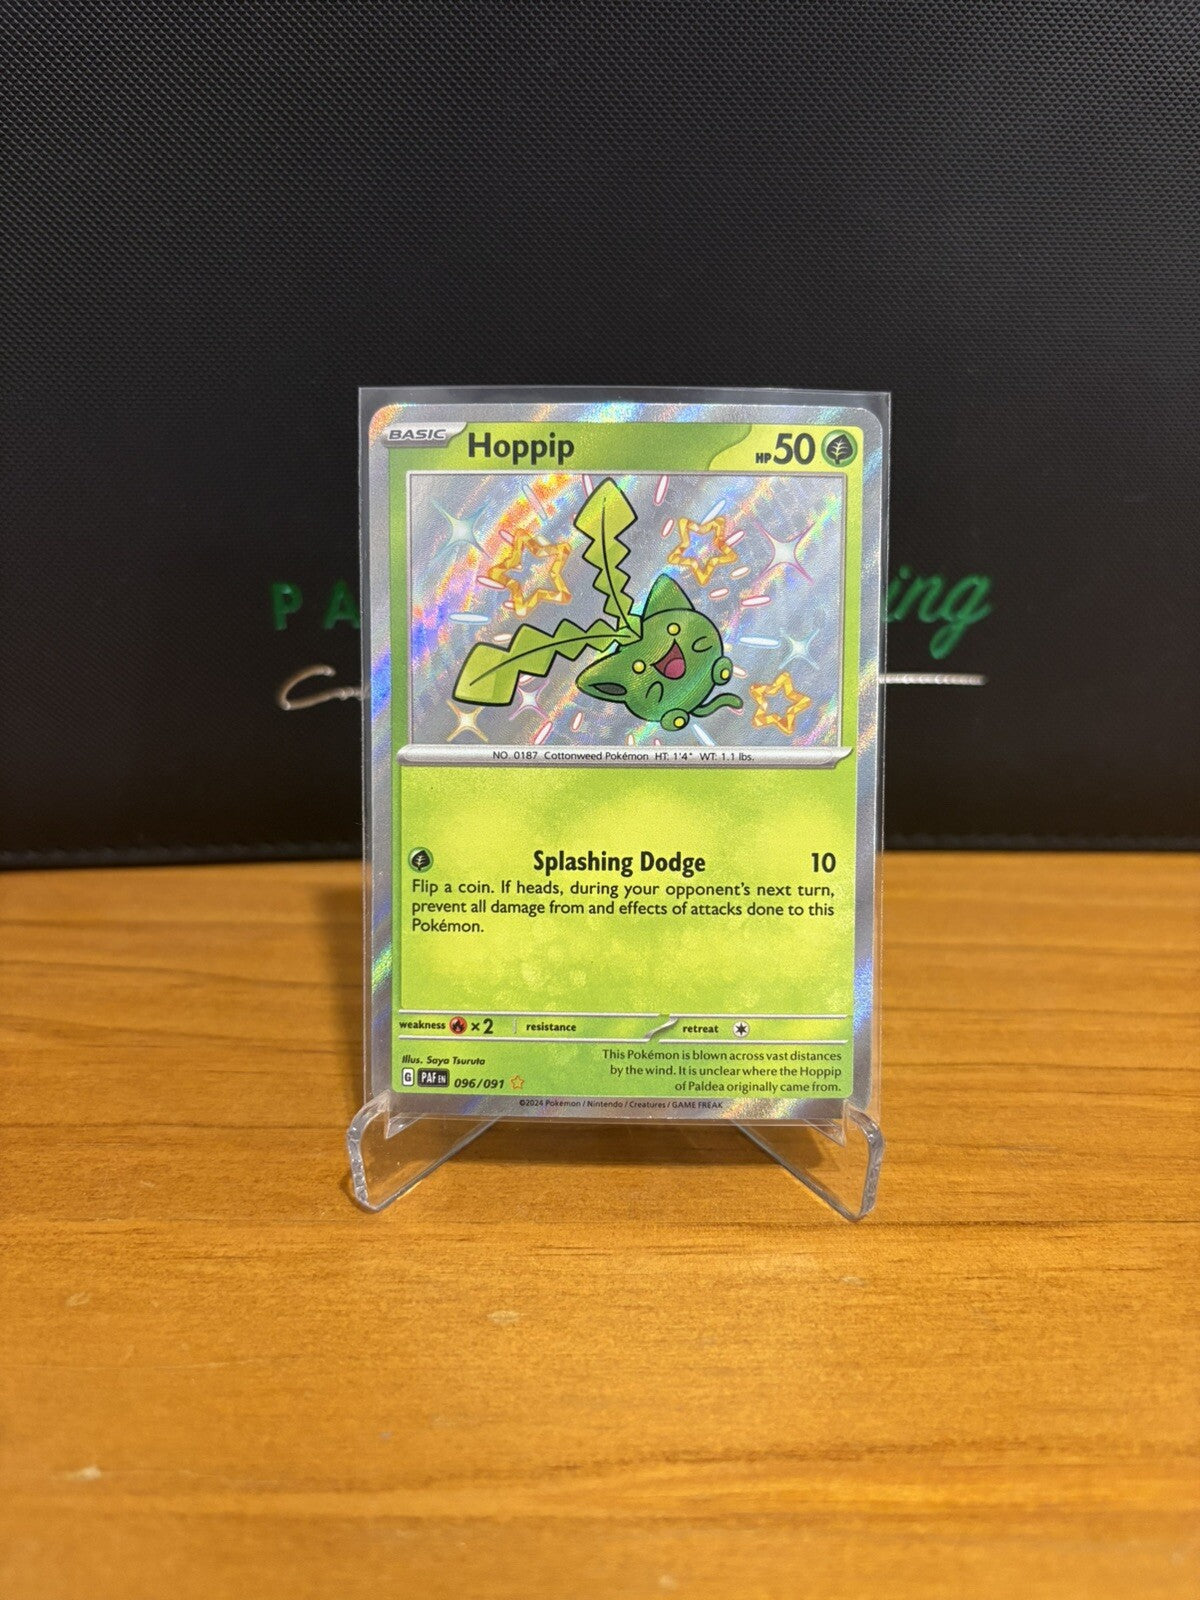 BASIC Hoppip HP 50
NO. 0187 Cottonweed Pokémon HT: 1'4" WT: 1.1 lbs.
P A ing
Splashing Dodge 10
Flip a coin. If heads, during your opponent's next turn,
prevent all damage from and effects of attacks done to this
Pokémon.
weakness ×2 resistance retreat
Illus. Saya Tsuruta
G PAF EN 096/091
This Pokémon is blown across vast distances
by the wind. It is unclear where the Hoppip
of Paldea originally came from.
©2024 Pokémon / Nintendo / Creatures / GAME FREAK